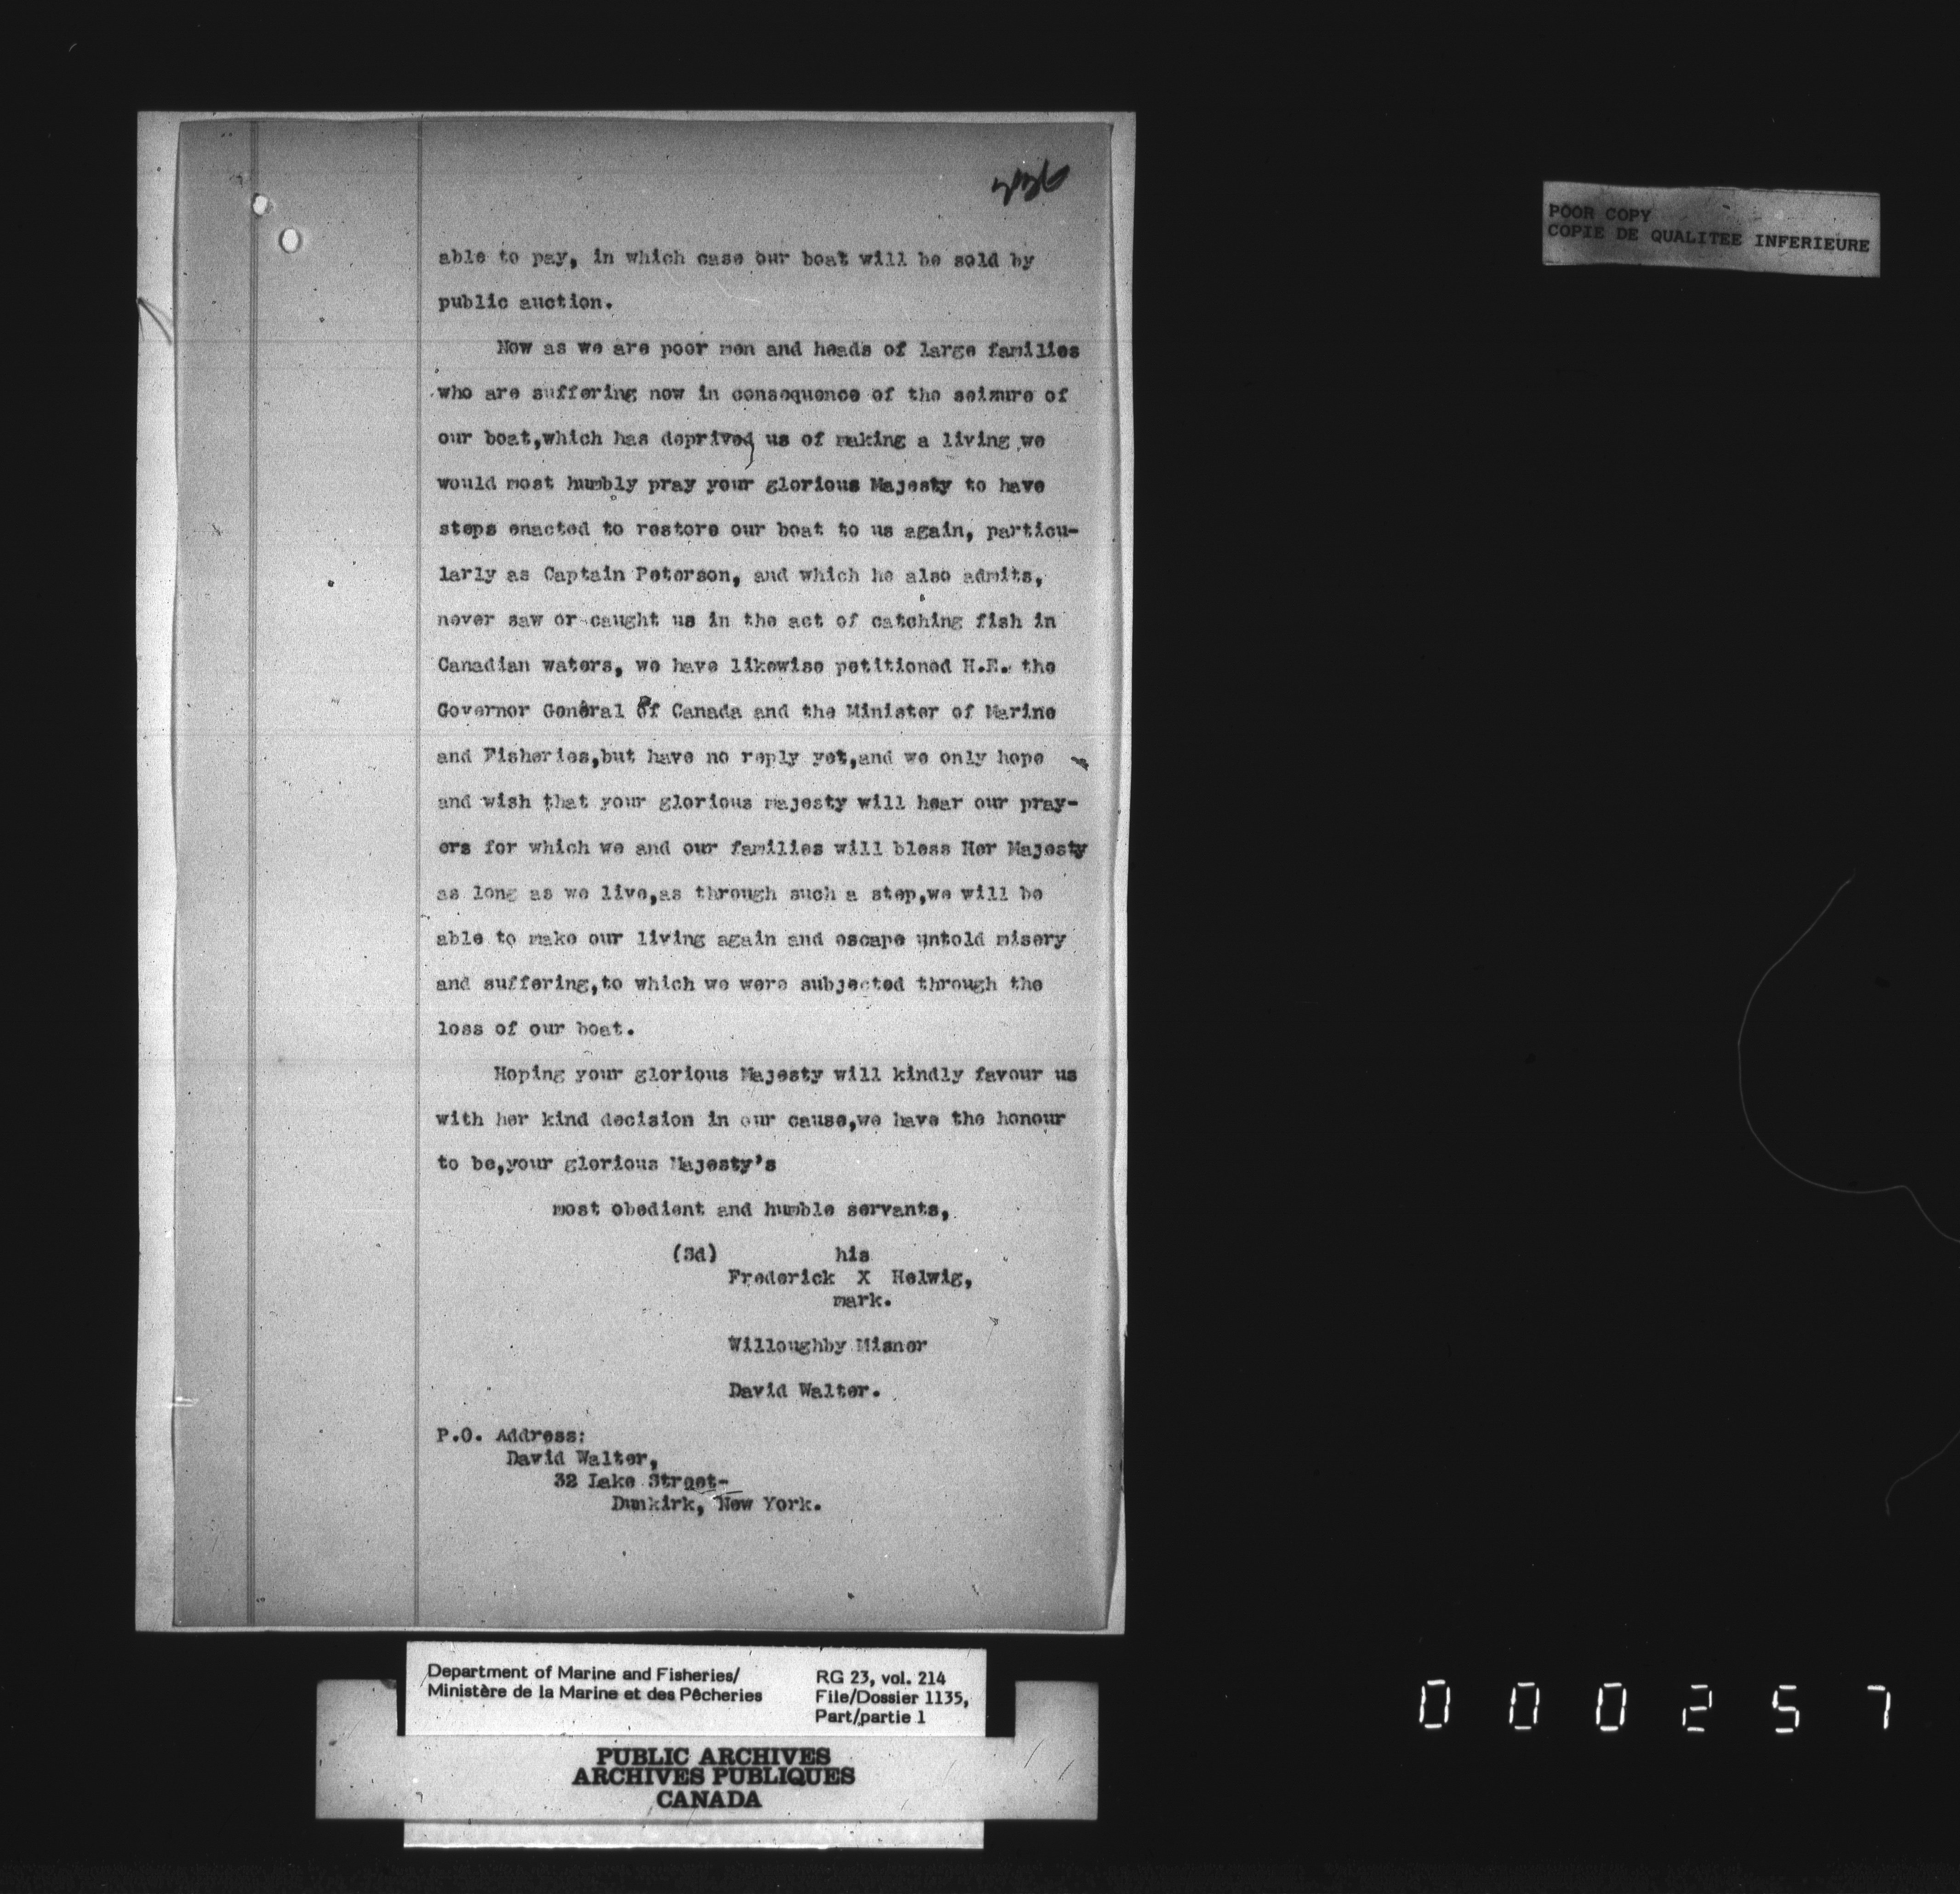 able to pay, in which case our boat will be sold by
public auction.
Now as we are poor men and heads of large families
who are suffering now in consequence of the seizure of
our boat,which has deprived us of making a living we
would most humbly pray your glorious Majesty to have
steps enacted to restore our boat to us again, particu-
larly as Captain Peterson, and which he also admits,
never saw or caught us in the act of catching fish in
Canadian waters, we have likewise petitioned H.E. the
Governor General of Canada and the Minister of Marine
and Fisheries,but have no reply yet,and we only hope
and wish that your glorious majesty will hear our pray-
ers for which we and our families will bless Her Majesty
as long as we live,as through such a step,we will be
able to make our living again and escape untold misery
and suffering,to which we were subjected through the
loss of our boat.
Hoping your glorious Majesty will kindly favour us
with her kind decision in our cause,we have the honour
to be,your glorious Majesty's
most obedient and humble servants,
(Sd) his
Frederick X Helwig,
mark.
Willoughby Misner
David Walter.
P.O. Address:
David Walter,
32 Lake Street-
Dunkirk, New York.
POOR COPY
COPIE DE QUALITEE INFERIEURE
Department of Marine and Fisheries/
Ministère de la Marine et des Pêcheries
RG 23, vol. 214
File/Dossier 1135,
Part/partie 1
PUBLIC ARCHIVES
ARCHIVES PUBLIQUES
CANADA
000257